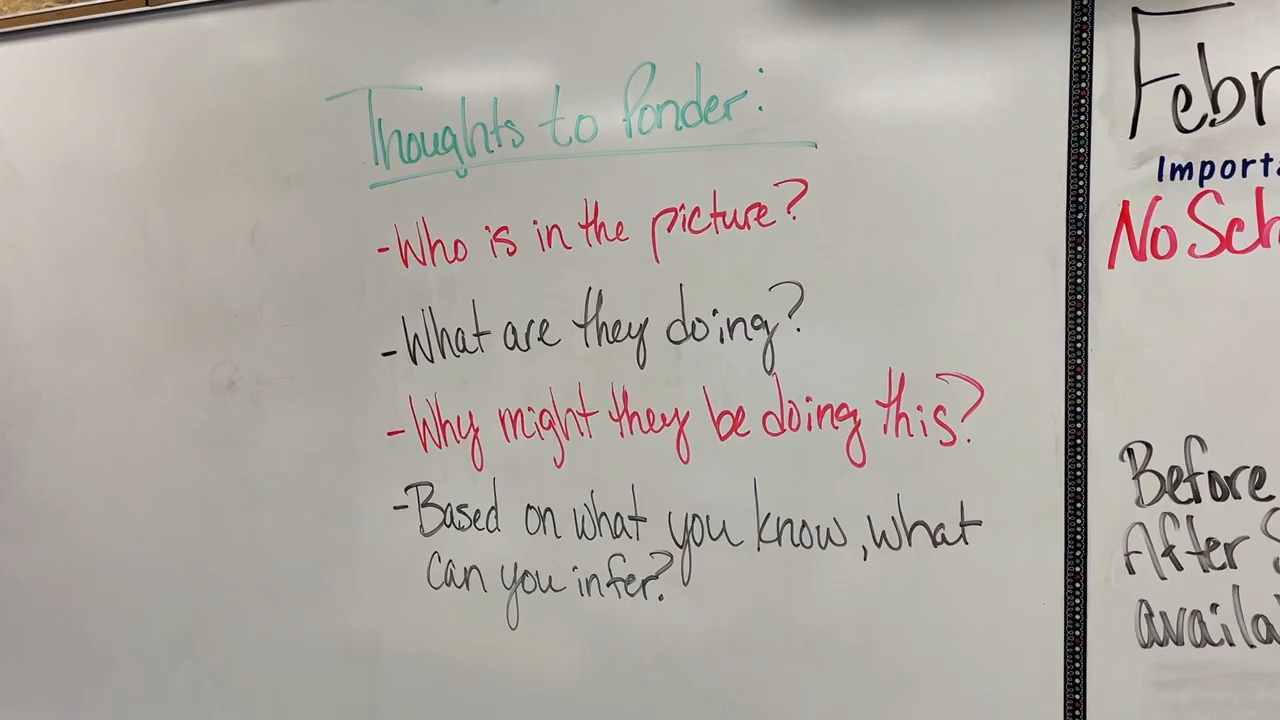 Thoughts to Ponder:
-Who is in the picture?
-What are they doing?
-Why might they be doing this?
-Based on what you know, what
can you infer?
Febr
Importa
No Sch
Before
After S
availa